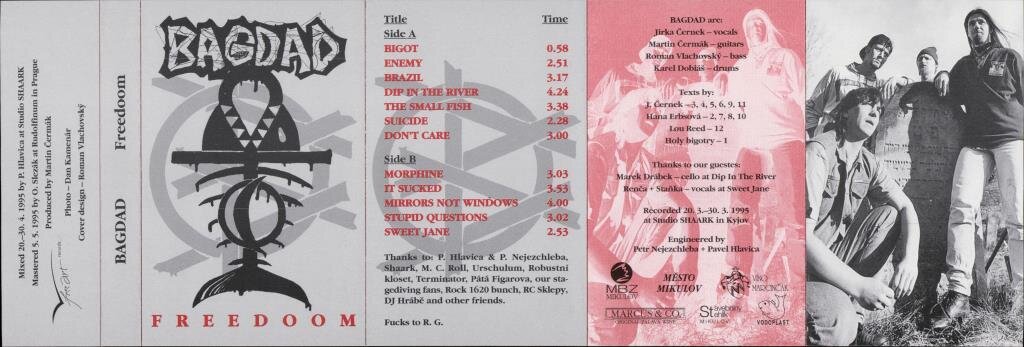 Mixed 20.–30. 4. 1995 by P. Hlavica at Studio SHAARK
Mastered 5. 5. 1995 by O. Slezák at Rudolfinum in Prague
Produced by Martin Čermák
Photo – Dan Kamenár
Cover design – Roman Vlachovský
BAGDAD Freedoom
BAGDAD
FREEDOOM
Title Time
Side A
BIGOT 0.58
ENEMY 2.51
BRAZIL 3.17
DIP IN THE RIVER 4.24
THE SMALL FISH 3.38
SUICIDE 2.28
DON'T CARE 3.00
Side B
MORPHINE 3.03
IT SUCKED 3.53
MIRRORS NOT WINDOWS 4.00
STUPID QUESTIONS 3.02
SWEET JANE 2.53
Thanks to: P. Hlavica & P. Nejezchleba,
Shaark, M. C. Roll, Urschulum, Robustní
kloset, Terminator, Pátá Figarova, our sta-
gediving fans, Rock 1620 bunch, RC Sklepy,
DJ Hrábě and other friends.
Fucks to R. G.
BAGDAD are:
Jirka Černek – vocals
Martin Čermák – guitars
Roman Vlachovský – bass
Karel Dobiáš – drums
Texts by:
J. Černek – 3, 4, 5, 6, 9, 11
Hana Erbsová – 2, 7, 8, 10
Lou Reed – 12
Holy bigotry – 1
Thanks to our guests:
Marek Drábek – cello at Dip In The River
Renča + Staňka – vocals at Sweet Jane
Recorded 20. 3.–30. 3. 1995
at Studio SHAARK in Kyjov
Engineered by
Petr Nejezchleba + Pavel Hlavica
MBZ
MIKULOV
MĚSTO
MIKULOV
VÍNO
MARCINČÁK
MARCUS & CO.
ORIGINAL PALAVA WINE
Stavebniny
MIKULOV
VODOPLAST